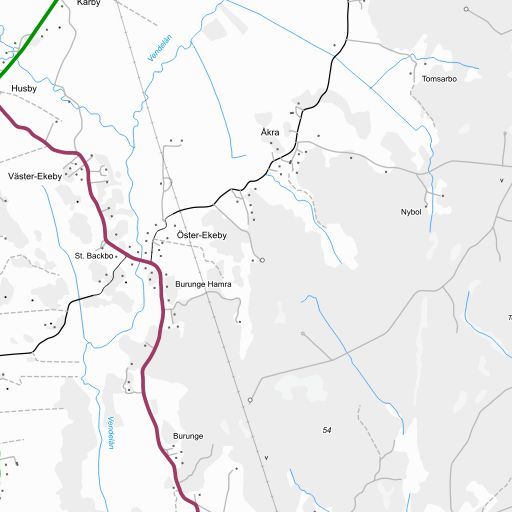 Karby
Vendelån
Husby
Tomsarbo
Åkra
Väster-Ekeby
v
Nybol
Öster-Ekeby
St. Backbo
Burunge Hamra
Vendelån
54
Burunge
v